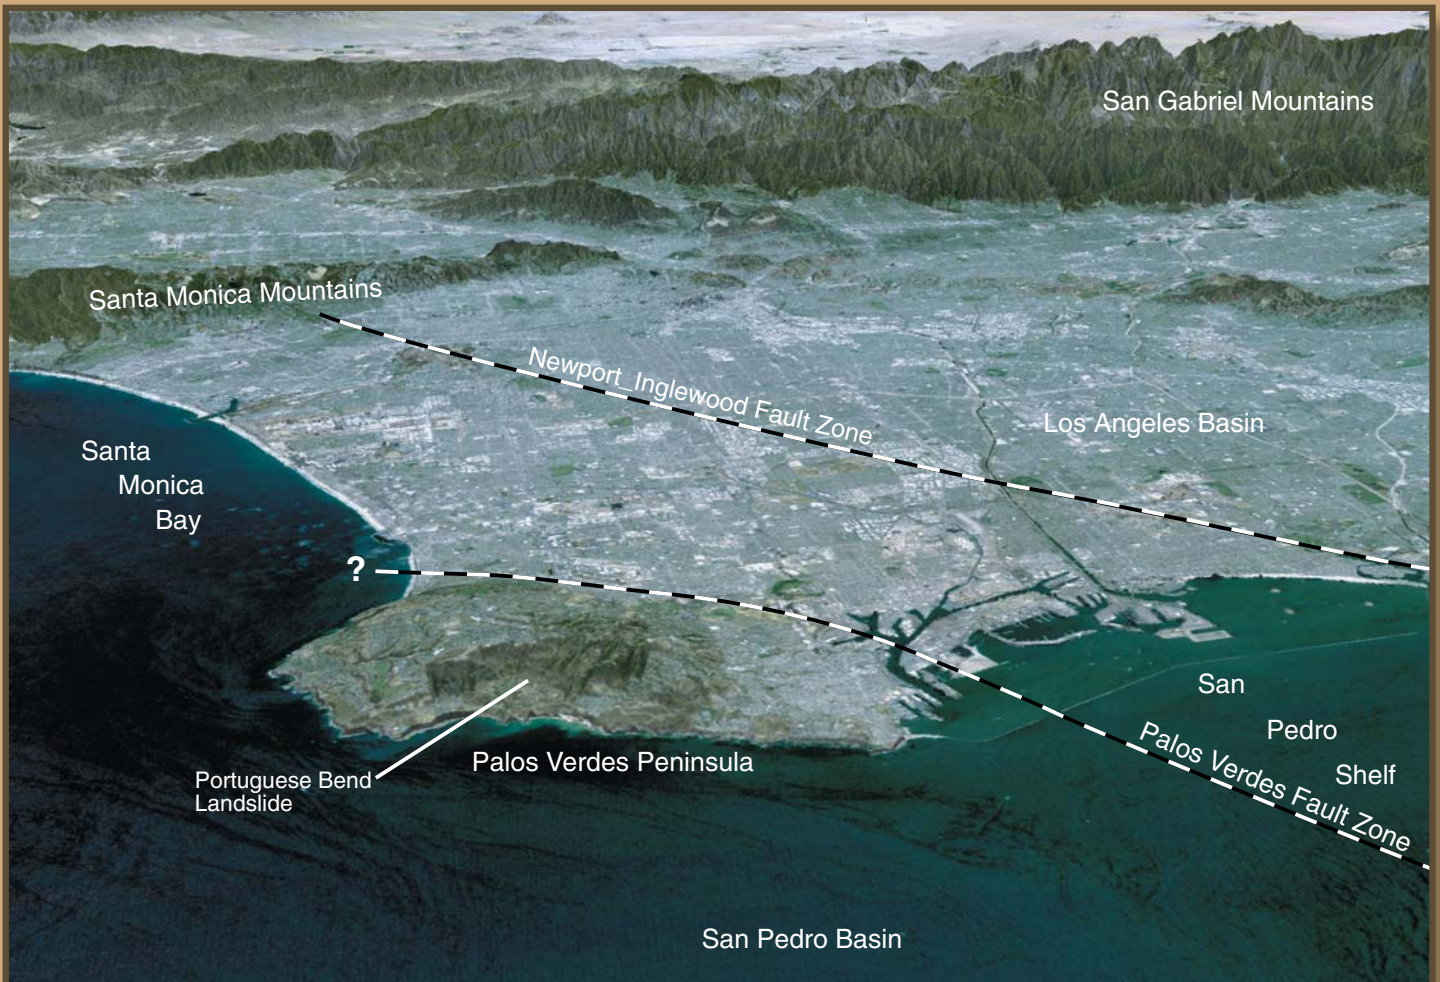 San Gabriel Mountains
Santa Monica Mountains
Newport_Inglewood Fault Zone
Los Angeles Basin
Santa
Monica
Bay
?
San
Pedro
Shelf
Palos Verdes Fault Zone
Palos Verdes Peninsula
Portuguese Bend
Landslide
San Pedro Basin